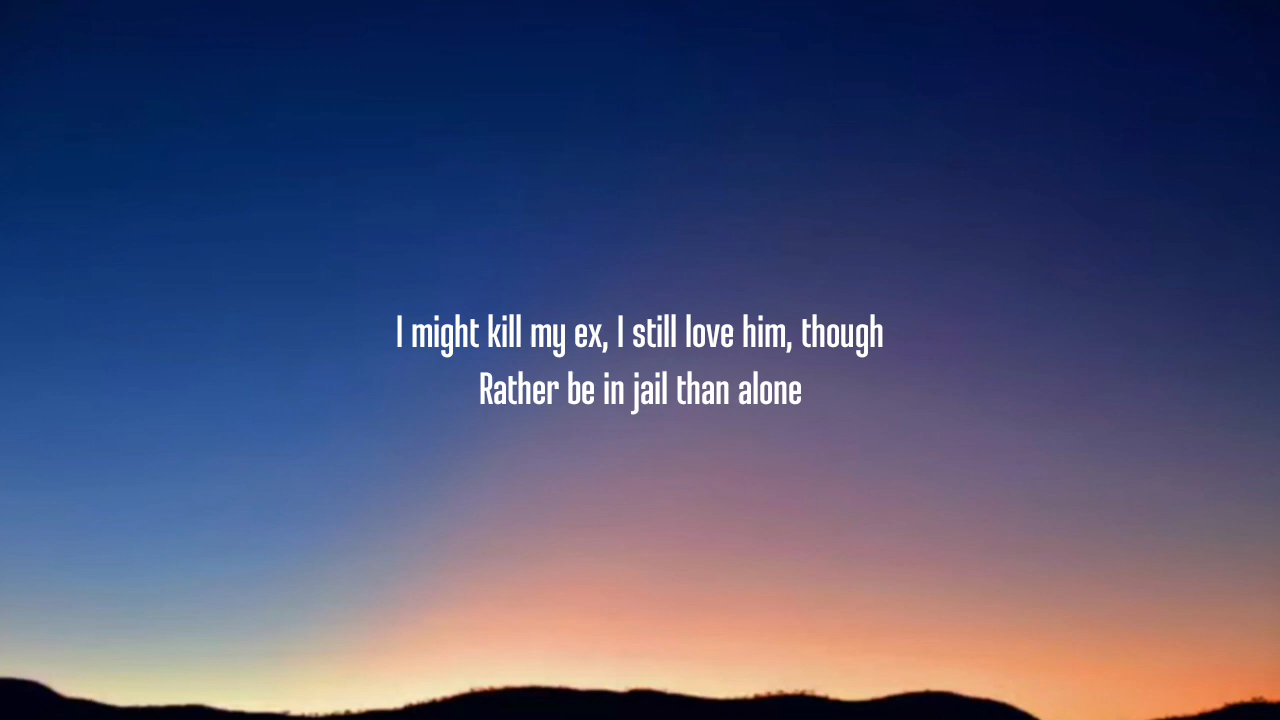 I might kill my ex, I still love him, though
Rather be in jail than alone